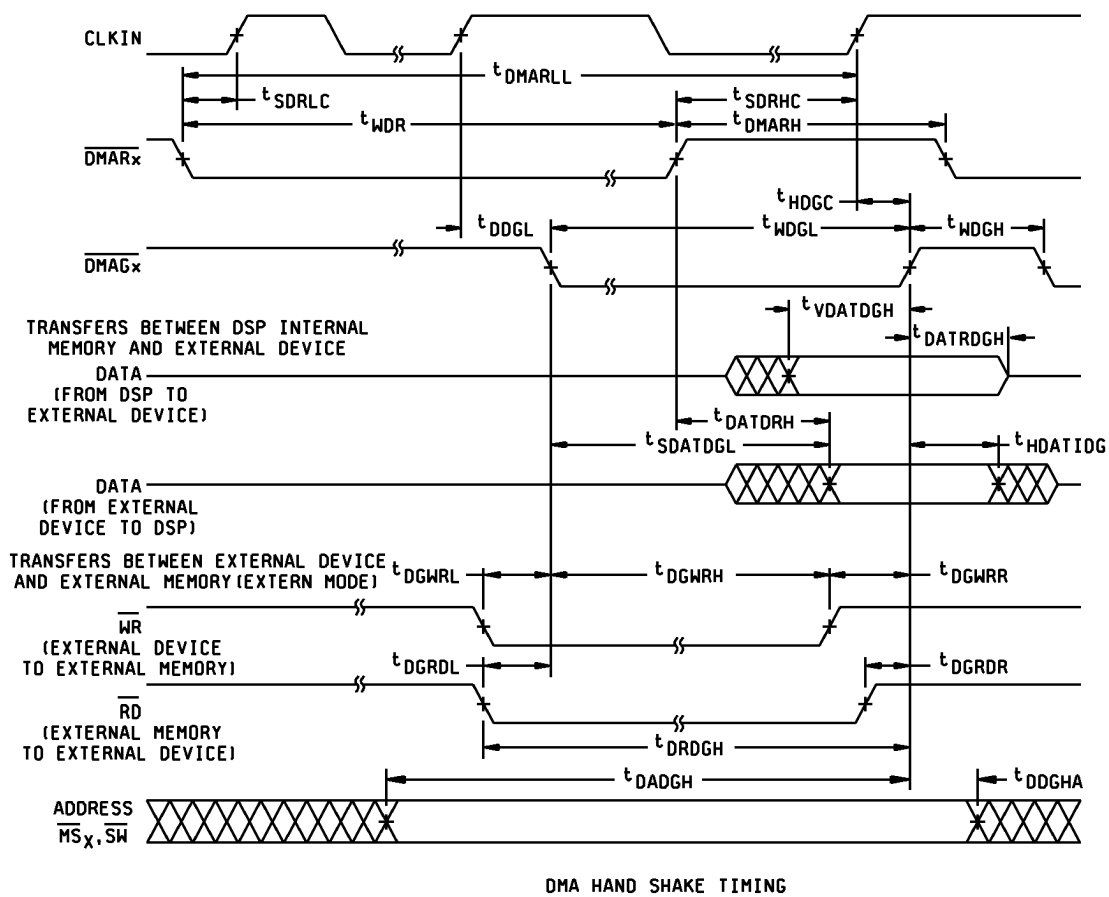 CLKIN
tDMARLL
tSDRLC
tSDRHC
tWDR
tDMARH
DMARx
tHDGC
tDDGL
tWDGL
tWDGH
DMAGx
tVDATDGH
TRANSFERS BETWEEN DSP INTERNAL
MEMORY AND EXTERNAL DEVICE
tDATRDGH
DATA
(FROM DSP TO
EXTERNAL DEVICE)
tDATDRH
tSDATDGL
tHDATIDG
DATA
(FROM EXTERNAL
DEVICE TO DSP)
TRANSFERS BETWEEN EXTERNAL DEVICE
AND EXTERNAL MEMORY(EXTERN MODE)
tDGWRL
tDGWRH
tDGWRR
WR
(EXTERNAL DEVICE
TO EXTERNAL MEMORY)
tDGRDL
tDGRDR
RD
(EXTERNAL MEMORY
TO EXTERNAL DEVICE)
tDRDGH
tDADGH
tDDGHA
ADDRESS
MSX,SW
DMA HAND SHAKE TIMING